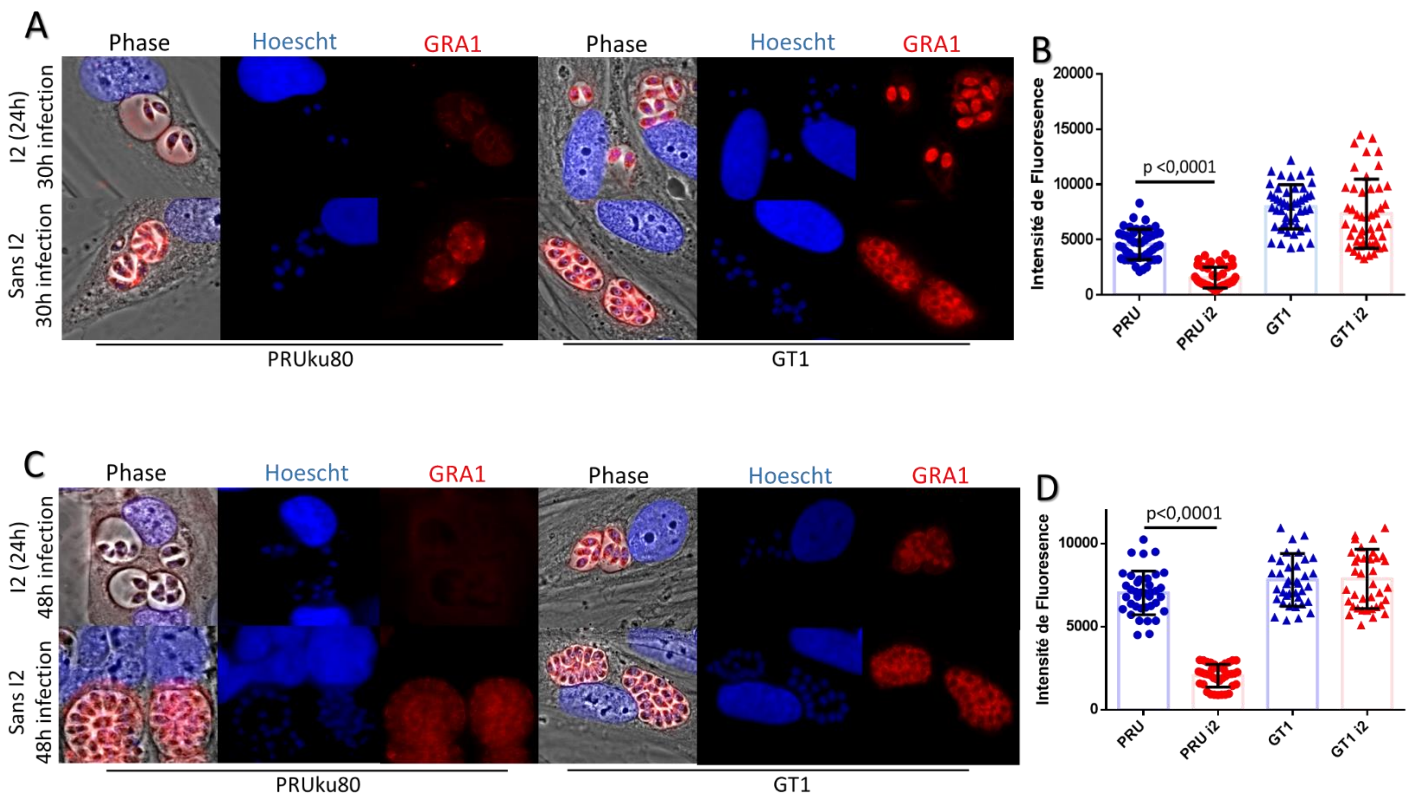 A
Phase Hoescht GRA1 Phase Hoescht GRA1
I2 (24h)
30h infection
Sans I2
30h infection
PRUku80 GT1
B
Intensité de Fluoresence
20000
15000
10000
5000
0
p <0,0001
PRU PRU i2 GT1 GT1 i2
C
Phase Hoescht GRA1 Phase Hoescht GRA1
I2 (24h)
48h infection
Sans I2
48h infection
PRUku80 GT1
D
Intensité de Fluoresence
10000
5000
0
p<0,0001
PRU PRU i2 GT1 GT1 i2